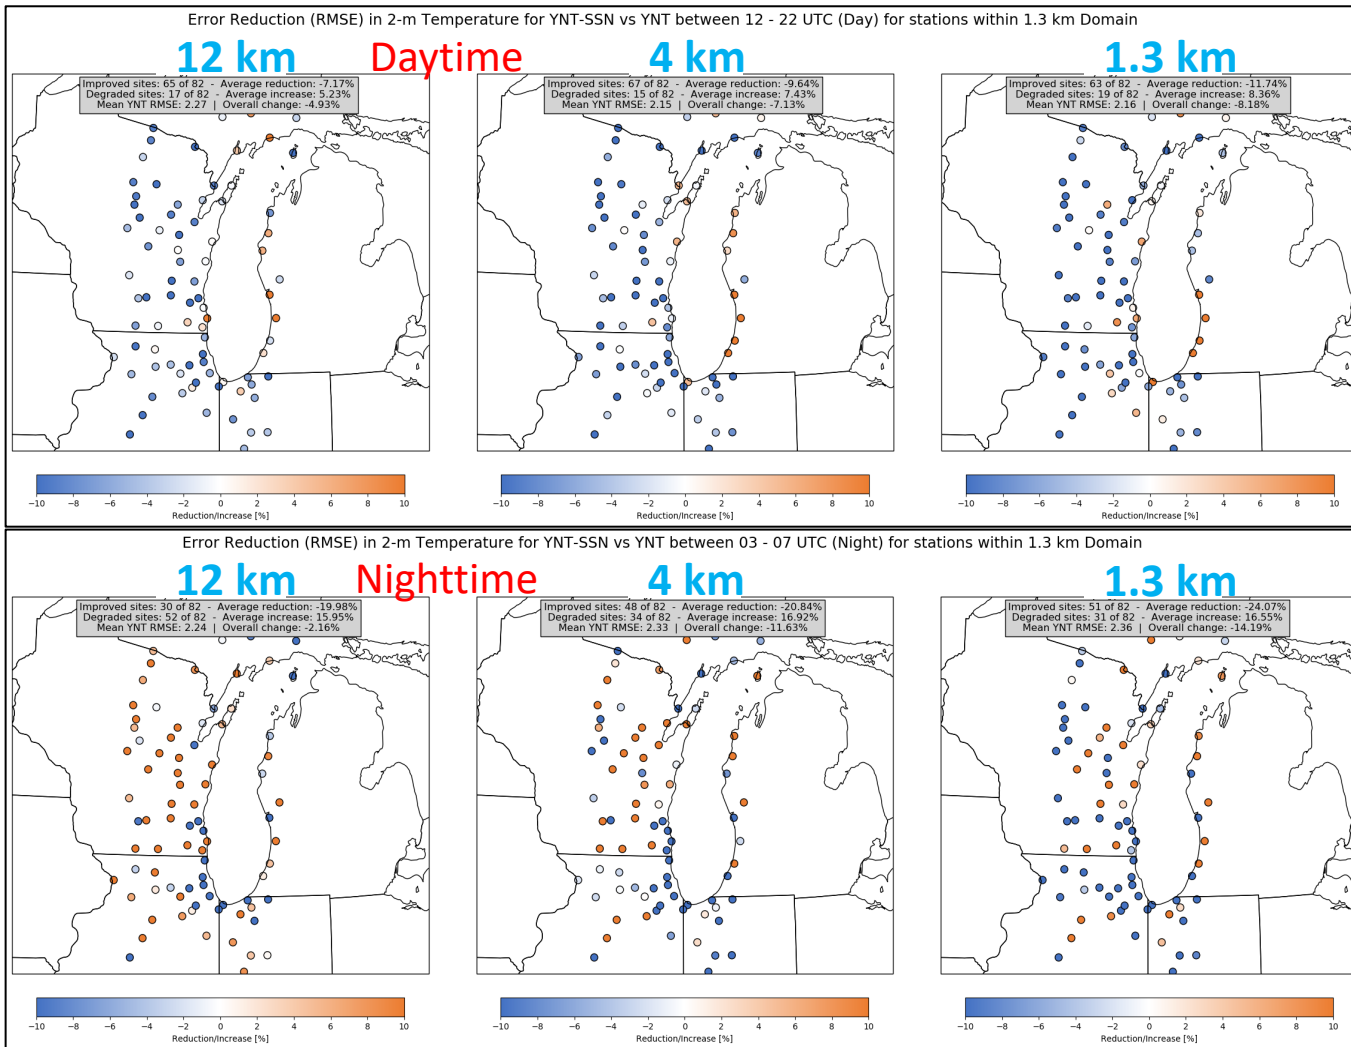 Error Reduction (RMSE) in 2-m Temperature for YNT-SSN vs YNT between 12 - 22 UTC (Day) for stations within 1.3 km Domain
12 km Daytime 4 km 1.3 km
Improved sites: 65 of 82 - Average reduction: -7.17%
Degraded sites: 17 of 82 - Average increase: 5.23%
Mean YNT RMSE: 2.27 | Overall change: -4.93%
Improved sites: 67 of 82 - Average reduction: -9.64%
Degraded sites: 15 of 82 - Average increase: 7.43%
Mean YNT RMSE: 2.15 | Overall change: -7.13%
Improved sites: 63 of 82 - Average reduction: -11.74%
Degraded sites: 19 of 82 - Average increase: 8.36%
Mean YNT RMSE: 2.16 | Overall change: -8.18%
−10 −8 −6 −4 −2 0 2 4 6 8 10
Reduction/Increase [%]
−10 −8 −6 −4 −2 0 2 4 6 8 10
Reduction/Increase [%]
−10 −8 −6 −4 −2 0 2 4 6 8 10
Reduction/Increase [%]
Error Reduction (RMSE) in 2-m Temperature for YNT-SSN vs YNT between 03 - 07 UTC (Night) for stations within 1.3 km Domain
12 km Nighttime 4 km 1.3 km
Improved sites: 30 of 82 - Average reduction: -19.98%
Degraded sites: 52 of 82 - Average increase: 15.95%
Mean YNT RMSE: 2.24 | Overall change: -2.16%
Improved sites: 48 of 82 - Average reduction: -20.84%
Degraded sites: 34 of 82 - Average increase: 16.92%
Mean YNT RMSE: 2.33 | Overall change: -11.63%
Improved sites: 51 of 82 - Average reduction: -24.07%
Degraded sites: 31 of 82 - Average increase: 16.55%
Mean YNT RMSE: 2.36 | Overall change: -14.19%
−10 −8 −6 −4 −2 0 2 4 6 8 10
Reduction/Increase [%]
−10 −8 −6 −4 −2 0 2 4 6 8 10
Reduction/Increase [%]
−10 −8 −6 −4 −2 0 2 4 6 8 10
Reduction/Increase [%]